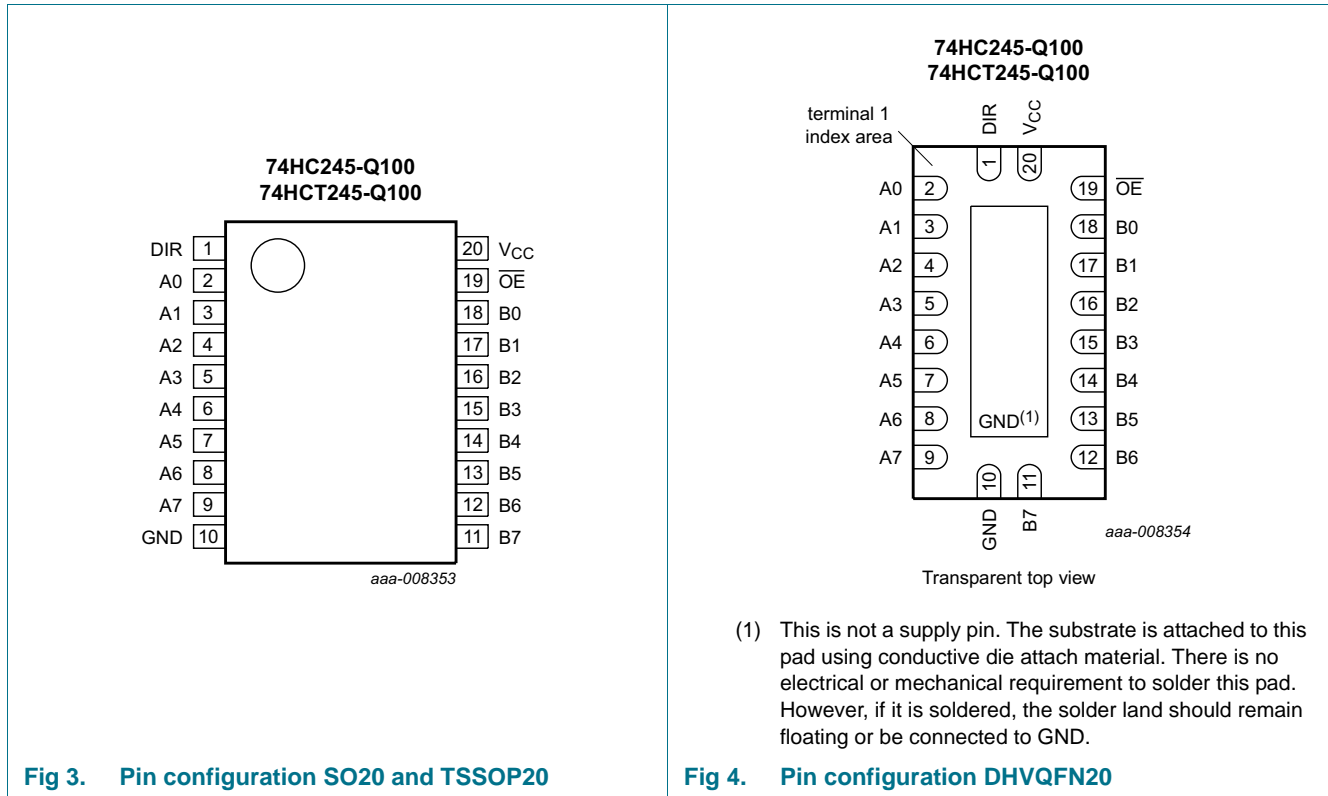 74HC245-Q100
74HCT245-Q100
DIR 1
A0 2
A1 3
A2 4
A3 5
A4 6
A5 7
A6 8
A7 9
GND 10
20 VCC
19 OE
18 B0
17 B1
16 B2
15 B3
14 B4
13 B5
12 B6
11 B7
aaa-008353
Fig 3. Pin configuration SO20 and TSSOP20
74HC245-Q100
74HCT245-Q100
terminal 1
index area
DIR
VCC
1
20
A0 2
A1 3
A2 4
A3 5
A4 6
A5 7
A6 8
A7 9
19 OE
18 B0
17 B1
16 B2
15 B3
14 B4
13 B5
12 B6
GND(1)
10
11
GND
B7
aaa-008354
Transparent top view
(1) This is not a supply pin. The substrate is attached to this
pad using conductive die attach material. There is no
electrical or mechanical requirement to solder this pad.
However, if it is soldered, the solder land should remain
floating or be connected to GND.
Fig 4. Pin configuration DHVQFN20